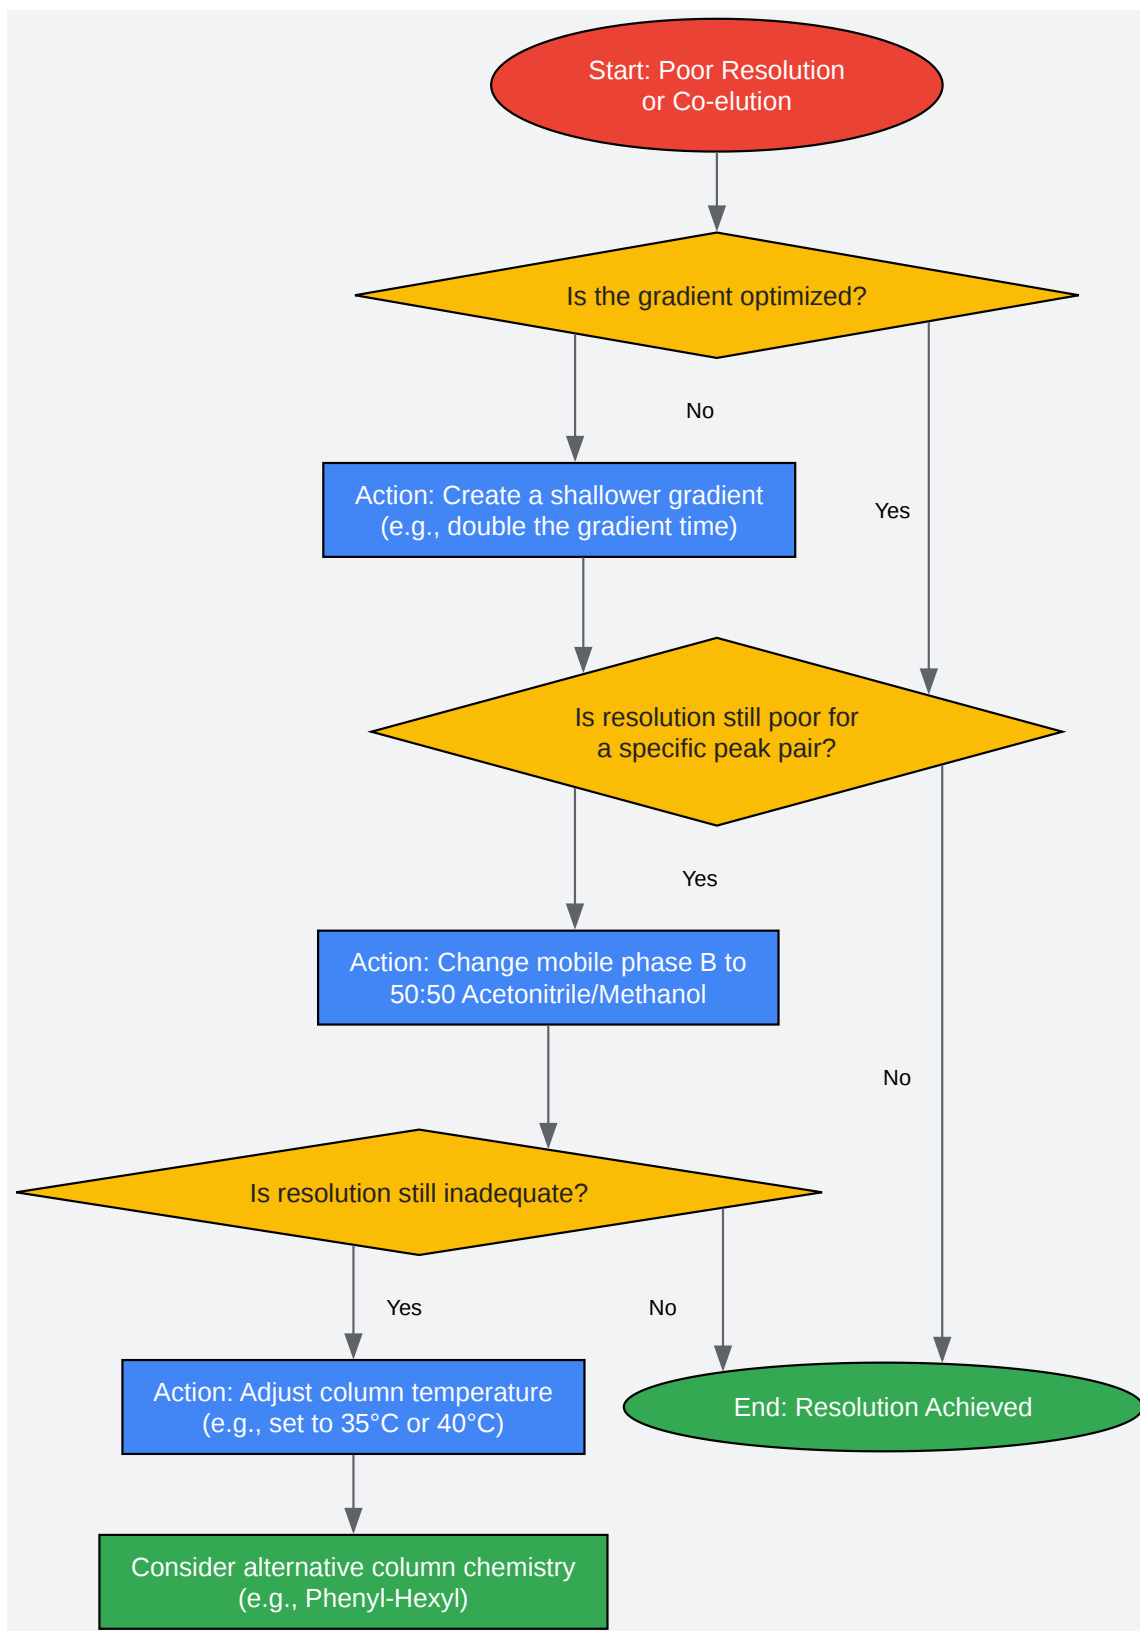 Start: Poor Resolution
or Co-elution
Is the gradient optimized?
No
Action: Create a shallower gradient
(e.g., double the gradient time)
Yes
Is resolution still poor for
a specific peak pair?
Yes
Action: Change mobile phase B to
50:50 Acetonitrile/Methanol
No
Is resolution still inadequate?
Yes
No
Action: Adjust column temperature
(e.g., set to 35°C or 40°C)
End: Resolution Achieved
Consider alternative column chemistry
(e.g., Phenyl-Hexyl)